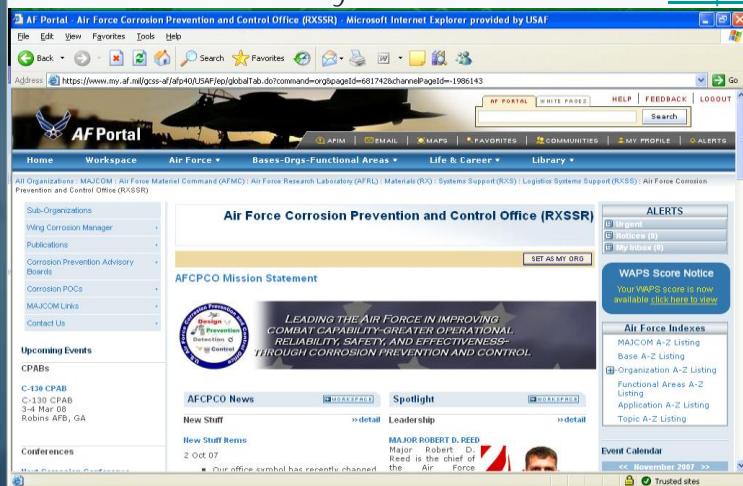 AF Portal - Air Force Corrosion Prevention and Control Office (RXSSR) - Microsoft Internet Explorer provided by USAF
File Edit View Favorites Tools Help
Back Search Favorites
Address https://www.my.af.mil/gcss-af/afp40/USAF/ep/globalTab.do?command=org&pageId=681742&channelPageId=-1986143 Go
AF PORTAL WHITE PAGES HELP | FEEDBACK | LOGOUT
Search
AF Portal
AFIM | EMAIL | MAPS | FAVORITES | COMMUNITIES | MY PROFILE | ALERTS
Home Workspace Air Force Bases-Orgs-Functional Areas Life & Career Library
All Organizations : MAJCOM : Air Force Materiel Command (AFMC) : Air Force Research Laboratory (AFRL) : Materials (RX) : Systems Support (RXS) : Logistics Systems Support (RXSS) : Air Force Corrosion
Prevention and Control Office (RXSSR)
Sub-Organizations
Wing Corrosion Manager
Publications
Corrosion Prevention Advisory
Boards
Corrosion POCs
MAJCOM Links
Contact Us
Upcoming Events
CPABs
C-130 CPAB
C-130 CPAB
3-4 Mar 08
Robins AFB, GA
Conferences
Air Force Corrosion Prevention and Control Office (RXSSR)
SET AS MY ORG
AFCPCO Mission Statement
Design
Prevention
Detection
Control
LEADING THE AIR FORCE IN IMPROVING
COMBAT CAPABILITY-GREATER OPERATIONAL
RELIABILITY, SAFETY, AND EFFECTIVENESS-
THROUGH CORROSION PREVENTION AND CONTROL
AFCPCO News WORKSPACE
New Stuff »detail
New Stuff Items
2 Oct 07
Our office symbol has recently changed
Spotlight WORKSPACE
Leadership »detail
MAJOR ROBERT D. REED
Major Robert D.
Reed is the chief of
the Air Force
ALERTS
Urgent
Notices (0)
My Inbox (0)
WAPS Score Notice
Your WAPS score is now
available click here to view
Air Force Indexes
MAJCOM A-Z Listing
Base A-Z Listing
Organization A-Z Listing
Functional Areas A-Z
Listing
Application A-Z Listing
Topic A-Z Listing
Event Calendar
<< November 2007 >>
Trusted sites